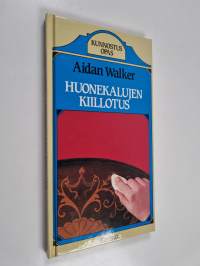 KUNNOSTUS
OPAS
Aidan Walker
HUONEKALUJEN
KIILLOTUS